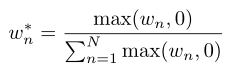 w_n^* = \frac{\max(w_n, 0)}{\sum_{n=1}^{N} \max(w_n, 0)}